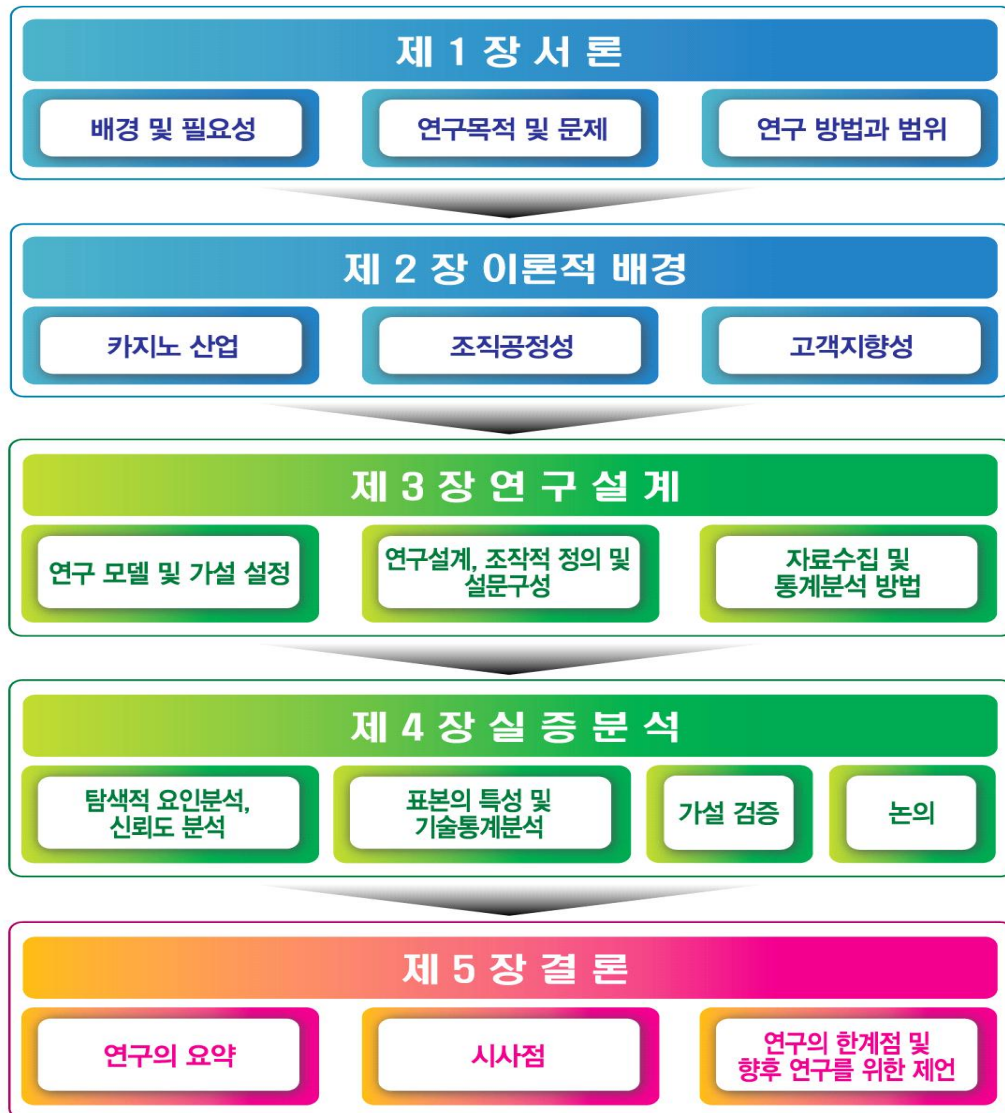 제 1 장 서 론
배경 및 필요성
연구목적 및 문제
연구 방법과 범위
제 2 장 이론적 배경
카지노 산업
조직공정성
고객지향성
제 3 장 연 구 설 계
연구 모델 및 가설 설정
연구설계, 조작적 정의 및
설문구성
자료수집 및
통계분석 방법
제 4 장 실 증 분 석
탐색적 요인분석,
신뢰도 분석
표본의 특성 및
기술통계분석
가설 검증
논의
제 5 장 결 론
연구의 요약
시사점
연구의 한계점 및
향후 연구를 위한 제언